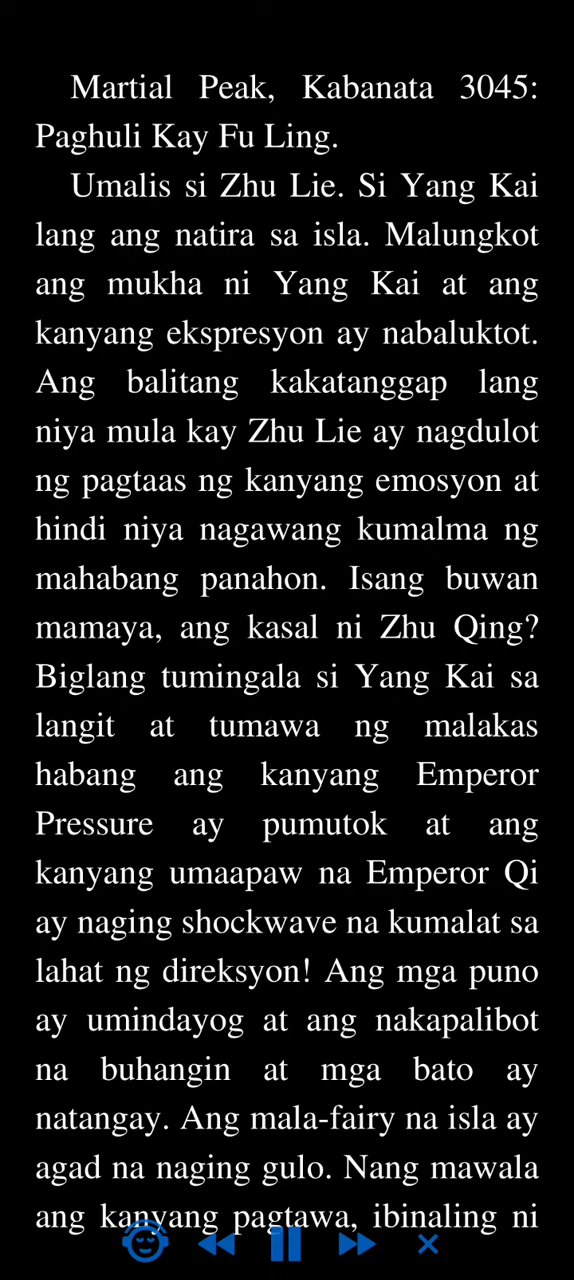 Martial Peak, Kabanata 3045:
Paghuli Kay Fu Ling.
Umalis si Zhu Lie. Si Yang Kai
lang ang natira sa isla. Malungkot
ang mukha ni Yang Kai at ang
kanyang ekspresyon ay nabaluktot.
Ang balitang kakatanggap lang
niya mula kay Zhu Lie ay nagdulot
ng pagtaas ng kanyang emosyon at
hindi niya nagawang kumalma ng
mahabang panahon. Isang buwan
mamaya, ang kasal ni Zhu Qing?
Biglang tumingala si Yang Kai sa
langit at tumawa ng malakas
habang ang kanyang Emperor
Pressure ay pumutok at ang
kanyang umaapaw na Emperor Qi
ay naging shockwave na kumalat sa
lahat ng direksyon! Ang mga puno
ay umindayog at ang nakapalibot
na buhangin at mga bato ay
natangay. Ang mala-fairy na isla ay
agad na naging gulo. Nang mawala
ang kanyang pagtawa, ibinaling ni